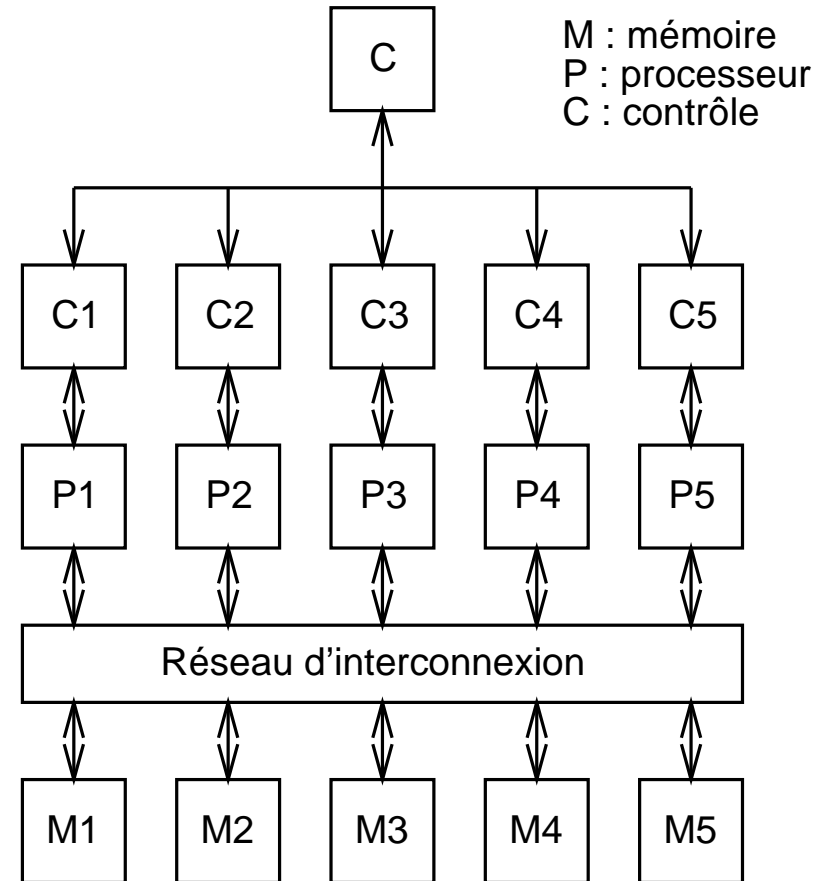 C
M : mémoire
P : processeur
C : contrôle
C1 C2 C3 C4 C5
P1 P2 P3 P4 P5
Réseau d'interconnexion
M1 M2 M3 M4 M5